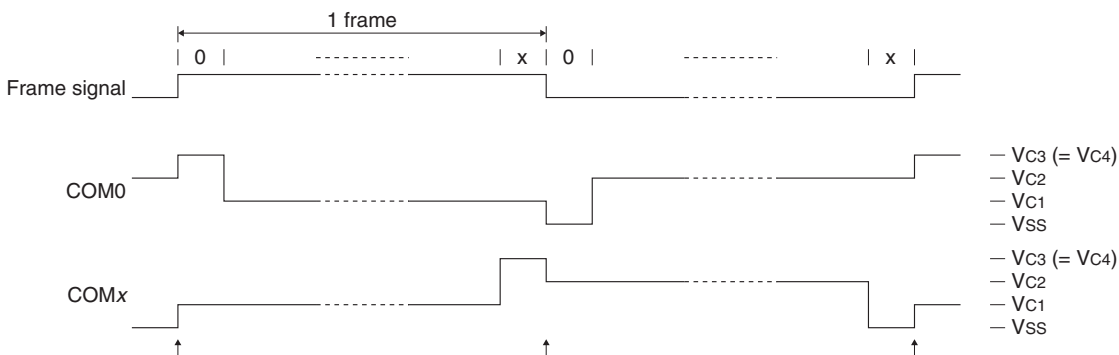 1 frame
0 x 0 x
Frame signal
VC3 (= VC4)
COM0
VC2
VC1
VSS
VC3 (= VC4)
COMx
VC2
VC1
VSS